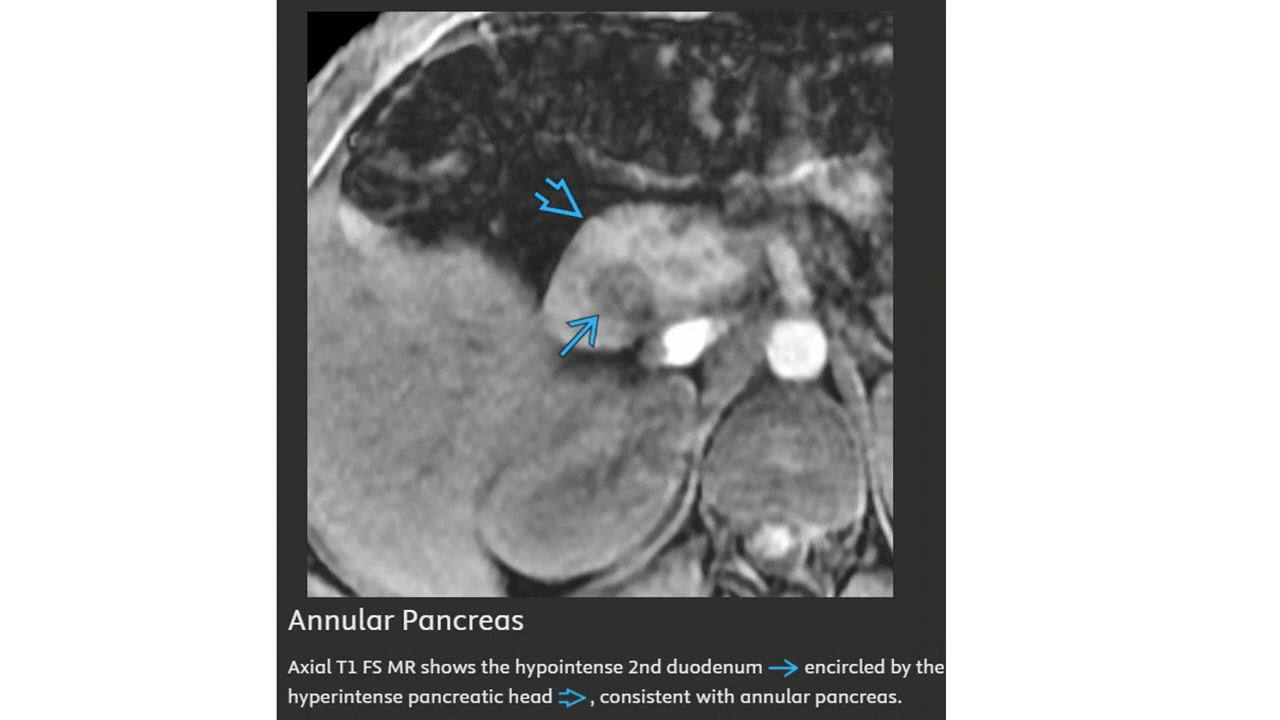 Annular Pancreas
Axial T1 FS MR shows the hypointense 2nd duodenum → encircled by the
hyperintense pancreatic head ⇨, consistent with annular pancreas.